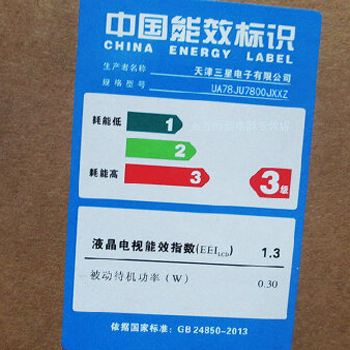 中国能效标识
CHINA ENERGY LABEL
生产者名称 天津三星电子有限公司
规格型号 UA78JU7800JXXZ
耗能低 1
2
耗能高 3 3级
液晶电视能效指数(EEILCD) 1.3
被动待机功率(W) 0.30
依据国家标准：GB 24850-2013